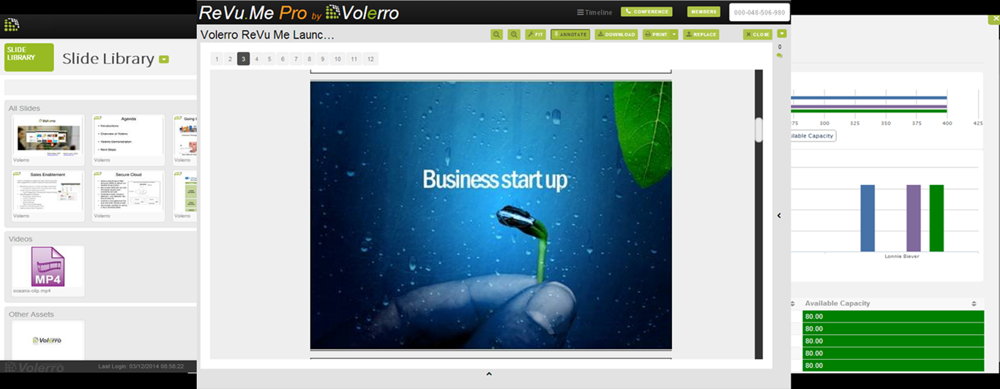 SLIDE
LIBRARY
Slide Library
All Slides
Volerro
Agenda
Introductions
Overview of Volerro
Volerro Demonstration
Next Steps
Volerro
Going
Volerro
Sales Enablement
Volerro
Secure Cloud
Volerro
Volerro
Videos
MP4
oceans-clip.mp4
Other Assets
Volerro
Volerro
Last Login: 03/12/2014 08:58:22
ReVu.Me Pro by Volerro
Timeline
CONFERENCE
MEMBERS
000-048-506-980
Volerro ReVu Me Launc...
FIT
ANNOTATE
DOWNLOAD
PRINT
REPLACE
CLOSE
0
1 2 3 4 5 6 7 8 9 10 11 12
Business start up
275 300 325 350 375 400 425
ilable Capacity
Lonnie Biever
Available Capacity
80.00
80.00
80.00
80.00
80.00